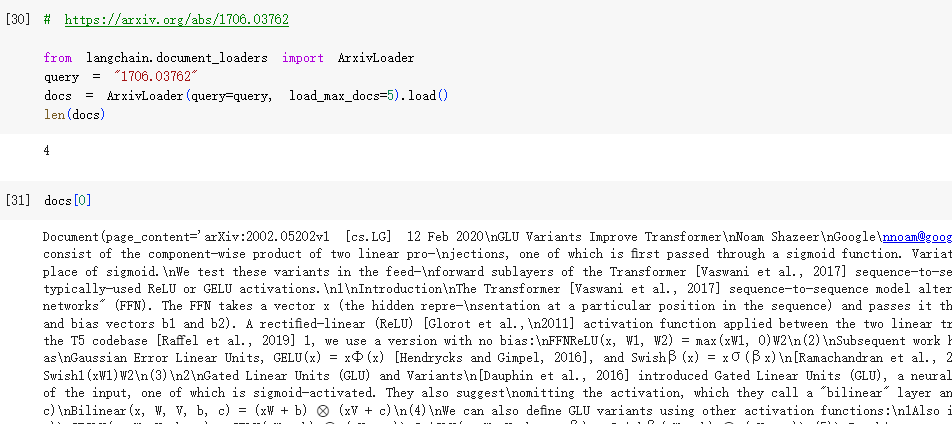 [30] # https://arxiv.org/abs/1706.03762
from langchain.document_loaders import ArxivLoader
query = "1706.03762"
docs = ArxivLoader(query=query, load_max_docs=5).load()
len(docs)
4
[31] docs[0]
Document(page_content='arXiv:2002.05202v1 [cs.LG] 12 Feb 2020\nGLU Variants Improve Transformer\nNoam Shazeer\nGoogle\nnoam@goog
consist of the component-wise product of two linear pro-\njections, one of which is first passed through a sigmoid function. Variat
place of sigmoid.\nWe test these variants in the feed-\nforward sublayers of the Transformer [Vaswani et al., 2017] sequence-to-se
typically-used ReLU or GELU activations.\n1\nIntroduction\nThe Transformer [Vaswani et al., 2017] sequence-to-sequence model alter
networks" (FFN). The FFN takes a vector x (the hidden repre-\nsentation at a particular position in the sequence) and passes it th
and bias vectors b1 and b2). A rectified-linear (ReLU) [Glorot et al.,\n2011] activation function applied between the two linear tr
the T5 codebase [Raffel et al., 2019] 1, we use a version with no bias:\nFFNReLU(x, W1, W2) = max(xW1, 0)W2\n(2)\nSubsequent work h
as\nGaussian Error Linear Units, GELU(x) = xΦ(x) [Hendrycks and Gimpel, 2016], and Swishβ(x) = xσ(βx)\n[Ramachandran et al., 2
Swish1(xW1)W2\n(3)\n2\nGated Linear Units (GLU) and Variants\n[Dauphin et al., 2016] introduced Gated Linear Units (GLU), a neural
of the input, one of which is sigmoid-activated. They also suggest\nomitting the activation, which they call a "bilinear" layer an
c)\nBilinear(x, W, V, b, c) = (xW + b) ⊗ (xV + c)\n(4)\nWe can also define GLU variants using other activation functions:\n1Also i